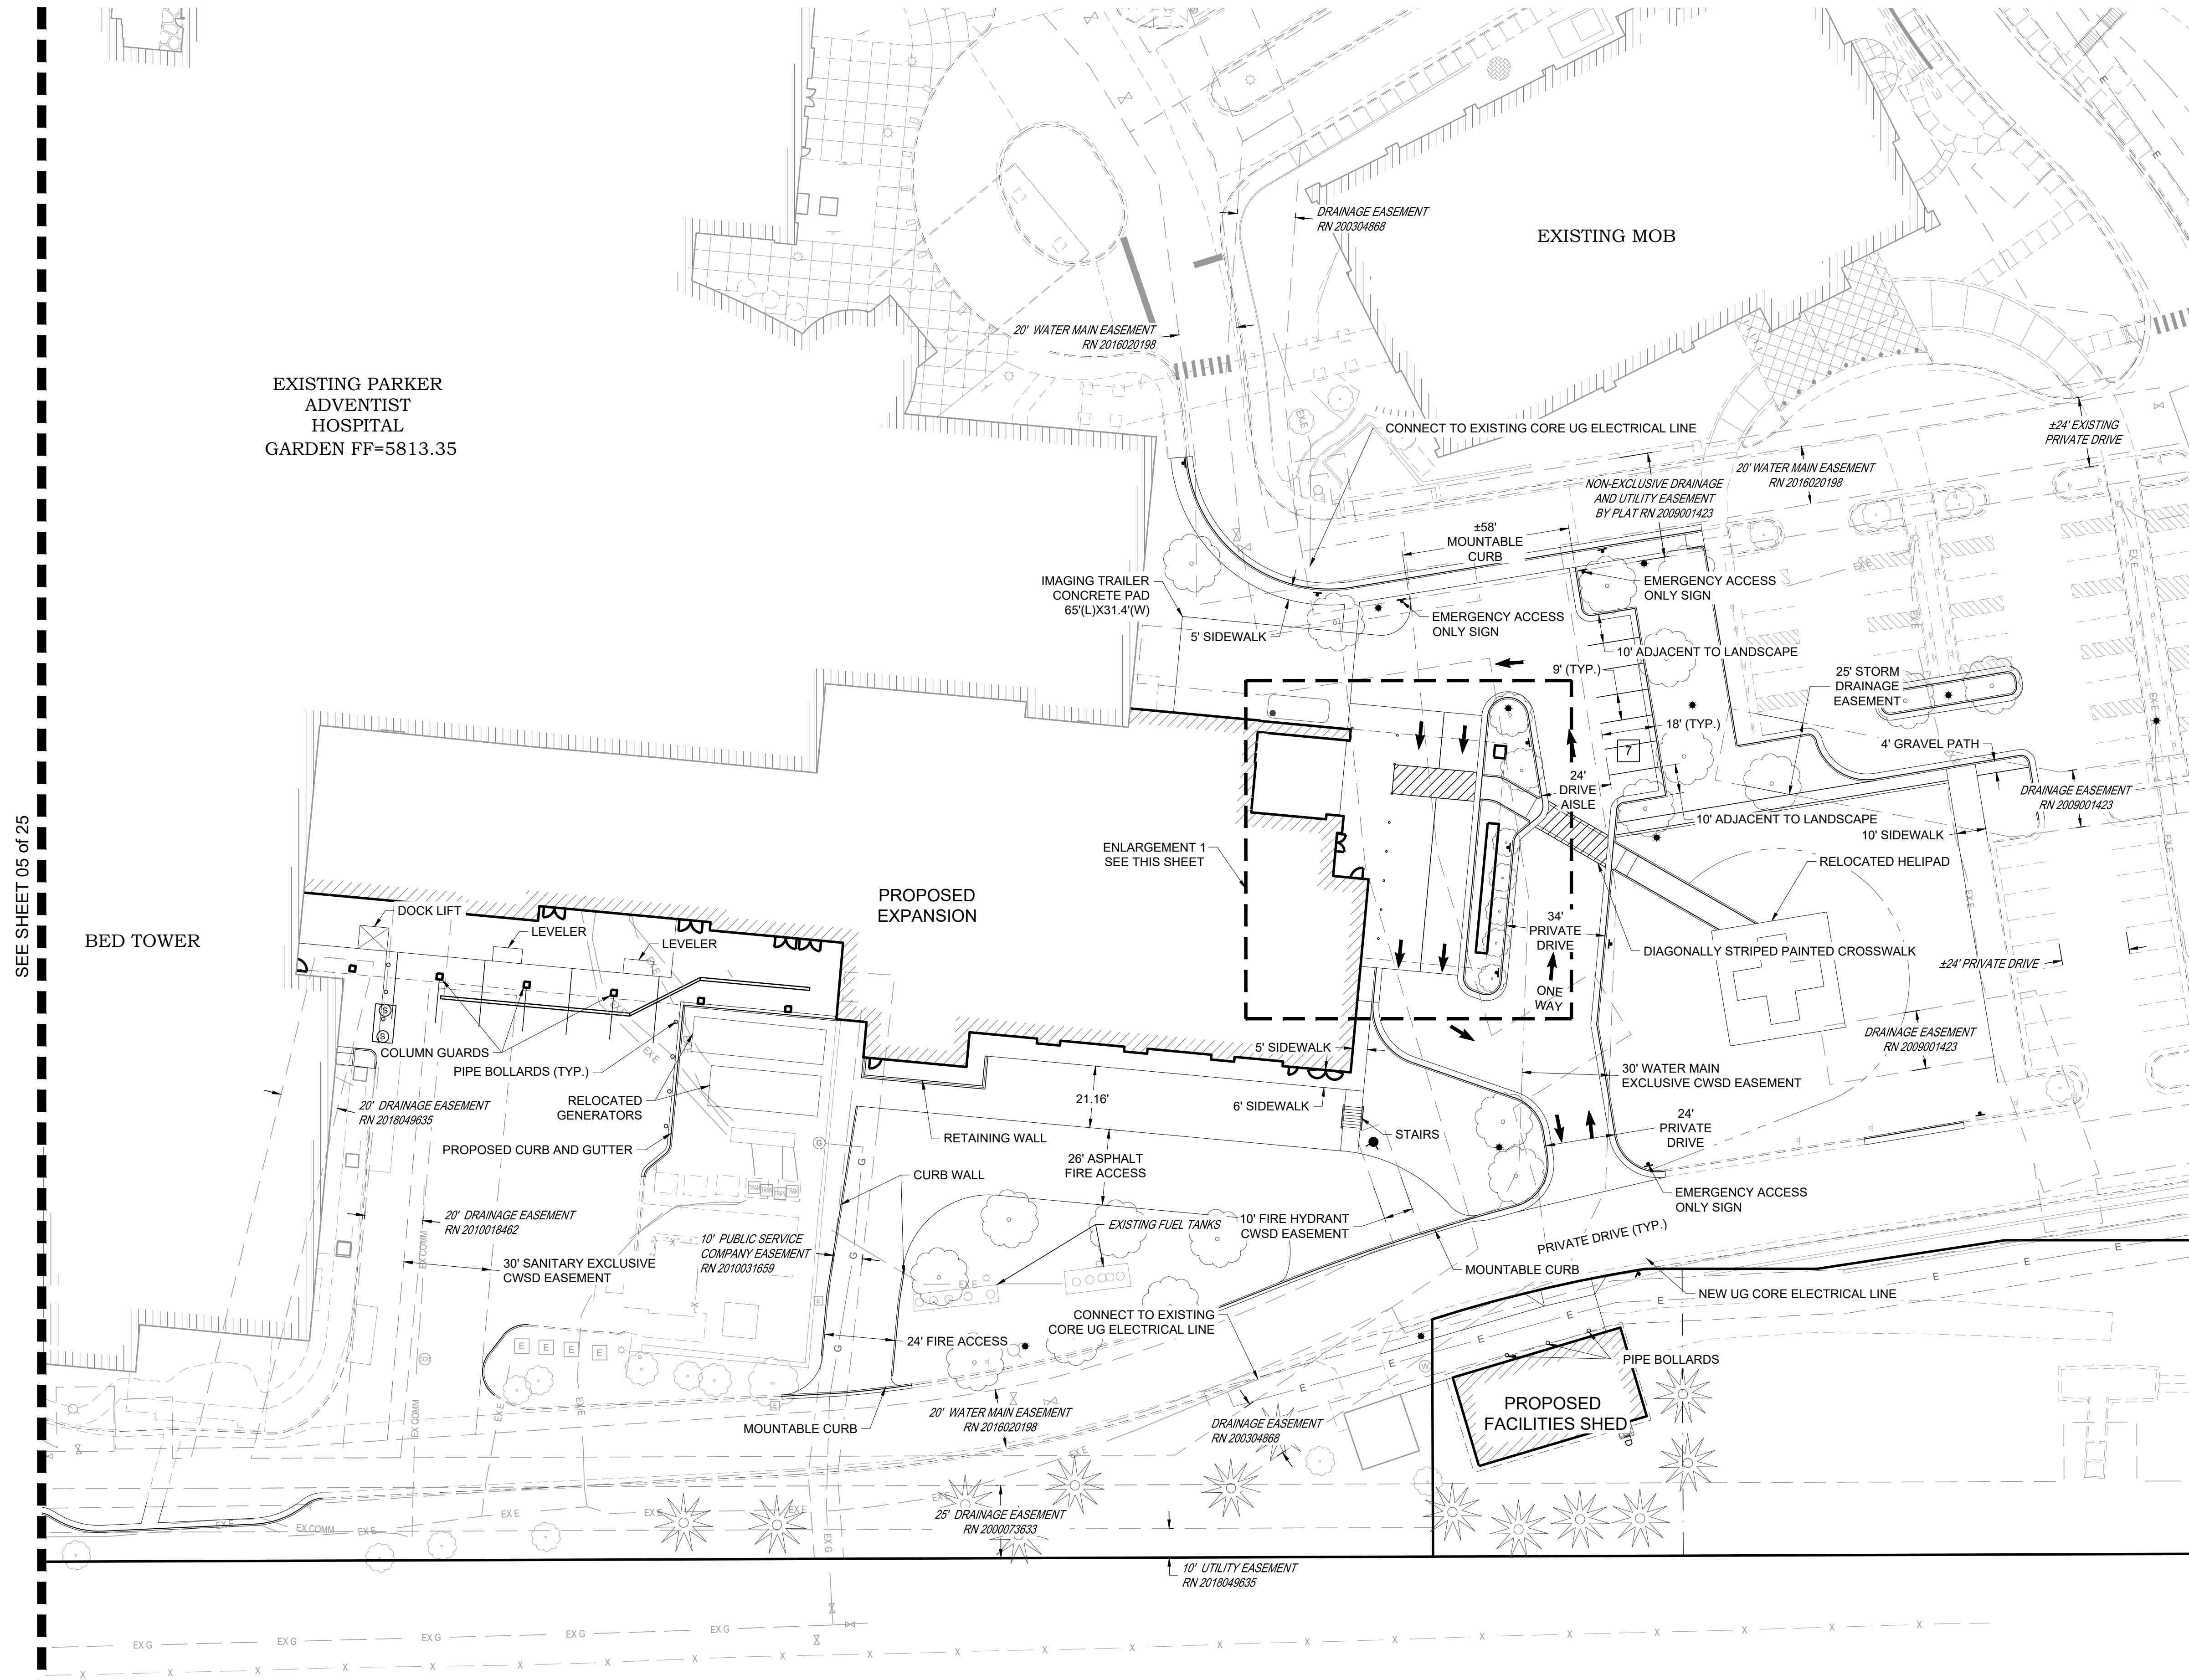 SEE SHEET 05 of 25
DRAINAGE EASEMENT
RN 200304868
EXISTING MOB
20' WATER MAIN EASEMENT
RN 2016020198
EXISTING PARKER
ADVENTIST
HOSPITAL
GARDEN FF=5813.35
CONNECT TO EXISTING CORE UG ELECTRICAL LINE
±24' EXISTING
PRIVATE DRIVE
20' WATER MAIN EASEMENT
RN 2016020198
NON-EXCLUSIVE DRAINAGE
AND UTILITY EASEMENT
BY PLAT RN 2009001423
±58'
MOUNTABLE
CURB
IMAGING TRAILER
CONCRETE PAD
65'(L)X31.4'(W)
EMERGENCY ACCESS
ONLY SIGN
EMERGENCY ACCESS
ONLY SIGN
5' SIDEWALK
10' ADJACENT TO LANDSCAPE
9' (TYP.)
25' STORM
DRAINAGE
EASEMENT
18' (TYP.)
7
4' GRAVEL PATH
24'
DRIVE
AISLE
DRAINAGE EASEMENT
RN 2009001423
10' ADJACENT TO LANDSCAPE
10' SIDEWALK
ENLARGEMENT 1
SEE THIS SHEET
RELOCATED HELIPAD
PROPOSED
EXPANSION
DOCK LIFT
LEVELER
LEVELER
BED TOWER
34'
PRIVATE
DRIVE
DIAGONALLY STRIPED PAINTED CROSSWALK
±24' PRIVATE DRIVE
ONE
WAY
S
S
DRAINAGE EASEMENT
RN 2009001423
COLUMN GUARDS
5' SIDEWALK
PIPE BOLLARDS (TYP.)
30' WATER MAIN
EXCLUSIVE CWSD EASEMENT
RELOCATED
GENERATORS
21.16'
6' SIDEWALK
20' DRAINAGE EASEMENT
RN 2018049635
24'
PRIVATE
DRIVE
PROPOSED CURB AND GUTTER
G
RETAINING WALL
STAIRS
26' ASPHALT
FIRE ACCESS
CURB WALL
EMERGENCY ACCESS
ONLY SIGN
20' DRAINAGE EASEMENT
RN 2010018462
10' PUBLIC SERVICE
COMPANY EASEMENT
RN 2010031659
EXISTING FUEL TANKS
10' FIRE HYDRANT
CWSD EASEMENT
PRIVATE DRIVE (TYP.)
30' SANITARY EXCLUSIVE
CWSD EASEMENT
MOUNTABLE CURB
NEW UG CORE ELECTRICAL LINE
CONNECT TO EXISTING
CORE UG ELECTRICAL LINE
24' FIRE ACCESS
E E E E
PIPE BOLLARDS
PROPOSED
FACILITIES SHED
20' WATER MAIN EASEMENT
RN 2016020198
DRAINAGE EASEMENT
RN 200304868
MOUNTABLE CURB
25' DRAINAGE EASEMENT
RN 2000073633
EX E
EX.COMM
EX E
EX E
EX E
EX E
EX G
10' UTILITY EASEMENT
RN 2018049635
EX G
EX G
EX G
EX G
EX G